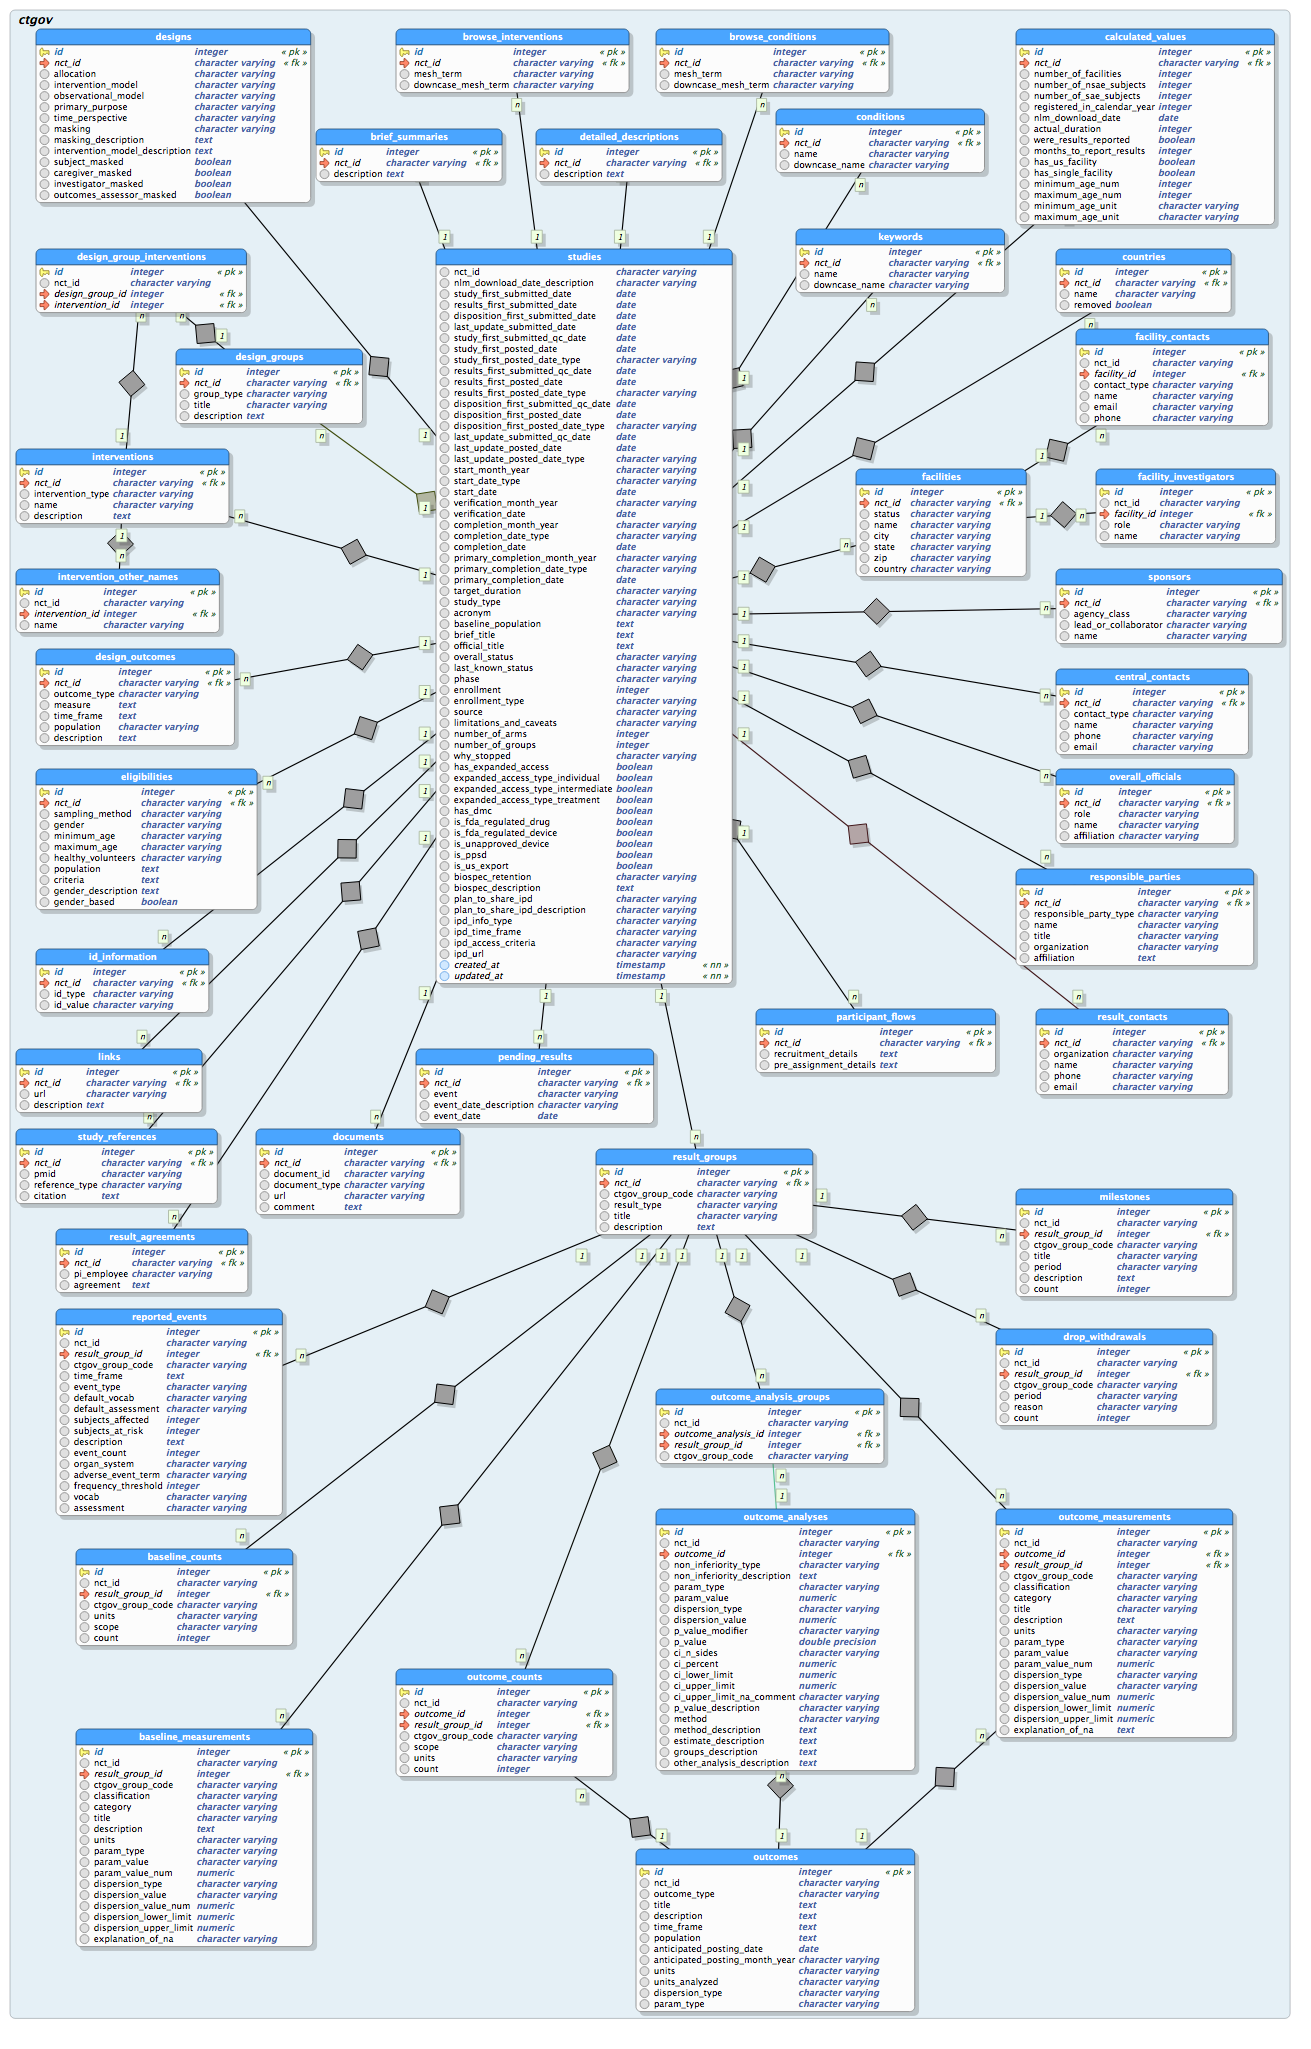 ctgov
designs
id integer « pk »
nct_id character varying « fk »
allocation character varying
intervention_model character varying
observational_model character varying
primary_purpose character varying
time_perspective character varying
masking character varying
masking_description text
intervention_model_description text
subject_masked boolean
caregiver_masked boolean
investigator_masked boolean
outcomes_assessor_masked boolean
browse_interventions
id integer « pk »
nct_id character varying « fk »
mesh_term character varying
downcase_mesh_term character varying
browse_conditions
id integer « pk »
nct_id character varying « fk »
mesh_term character varying
downcase_mesh_term character varying
calculated_values
id integer « pk »
nct_id character varying « fk »
number_of_facilities integer
number_of_nsae_subjects integer
number_of_sae_subjects integer
registered_in_calendar_year integer
nlm_download_date date
actual_duration integer
were_results_reported boolean
months_to_report_results integer
has_us_facility boolean
has_single_facility boolean
minimum_age_num integer
maximum_age_num integer
minimum_age_unit character varying
maximum_age_unit character varying
brief_summaries
id integer « pk »
nct_id character varying « fk »
description text
detailed_descriptions
id integer « pk »
nct_id character varying « fk »
description text
conditions
id integer « pk »
nct_id character varying « fk »
name character varying
downcase_name character varying
keywords
id integer « pk »
nct_id character varying « fk »
name character varying
downcase_name character varying
countries
id integer « pk »
nct_id character varying « fk »
name character varying
removed boolean
design_group_interventions
id integer « pk »
nct_id character varying
design_group_id integer « fk »
intervention_id integer « fk »
design_groups
id integer « pk »
nct_id character varying « fk »
group_type character varying
title character varying
description text
studies
nct_id character varying
nlm_download_date_description character varying
study_first_submitted_date date
results_first_submitted_date date
disposition_first_submitted_date date
last_update_submitted_date date
study_first_submitted_qc_date date
study_first_posted_date date
study_first_posted_date_type character varying
results_first_submitted_qc_date date
results_first_posted_date date
results_first_posted_date_type character varying
disposition_first_submitted_qc_date date
disposition_first_posted_date date
disposition_first_posted_date_type character varying
last_update_submitted_qc_date date
last_update_posted_date date
last_update_posted_date_type character varying
start_month_year character varying
start_date_type character varying
start_date date
verification_month_year character varying
verification_date date
completion_month_year character varying
completion_date_type character varying
completion_date date
primary_completion_month_year character varying
primary_completion_date_type character varying
primary_completion_date date
target_duration character varying
study_type character varying
acronym character varying
baseline_population text
brief_title text
official_title text
overall_status character varying
last_known_status character varying
phase character varying
enrollment integer
enrollment_type character varying
source character varying
limitations_and_caveats character varying
number_of_arms integer
number_of_groups integer
why_stopped character varying
has_expanded_access boolean
expanded_access_type_individual boolean
expanded_access_type_intermediate boolean
expanded_access_type_treatment boolean
has_dmc boolean
is_fda_regulated_drug boolean
is_fda_regulated_device boolean
is_unapproved_device boolean
is_ppsd boolean
is_us_export boolean
biospec_retention character varying
biospec_description text
plan_to_share_ipd character varying
plan_to_share_ipd_description character varying
ipd_info_type character varying
ipd_time_frame character varying
ipd_access_criteria character varying
ipd_url character varying
created_at timestamp « nn »
updated_at timestamp « nn »
facility_contacts
id integer « pk »
nct_id character varying
facility_id integer « fk »
contact_type character varying
name character varying
email character varying
phone character varying
interventions
id integer « pk »
nct_id character varying « fk »
intervention_type character varying
name character varying
description text
facilities
id integer « pk »
nct_id character varying « fk »
status character varying
name character varying
city character varying
state character varying
zip character varying
country character varying
facility_investigators
id integer « pk »
nct_id character varying
facility_id integer « fk »
role character varying
name character varying
intervention_other_names
id integer « pk »
nct_id character varying
intervention_id integer « fk »
name character varying
sponsors
id integer « pk »
nct_id character varying « fk »
agency_class character varying
lead_or_collaborator character varying
name character varying
design_outcomes
id integer « pk »
nct_id character varying « fk »
outcome_type character varying
measure text
time_frame text
population character varying
description text
central_contacts
id integer « pk »
nct_id character varying « fk »
contact_type character varying
name character varying
phone character varying
email character varying
eligibilities
id integer « pk »
nct_id character varying « fk »
sampling_method character varying
gender character varying
minimum_age character varying
maximum_age character varying
healthy_volunteers character varying
population text
criteria text
gender_description text
gender_based boolean
overall_officials
id integer « pk »
nct_id character varying « fk »
role character varying
name character varying
affiliation character varying
responsible_parties
id integer « pk »
nct_id character varying « fk »
responsible_party_type character varying
name character varying
title character varying
organization character varying
affiliation text
id_information
id integer « pk »
nct_id character varying « fk »
id_type character varying
id_value character varying
participant_flows
id integer « pk »
nct_id character varying « fk »
recruitment_details text
pre_assignment_details text
result_contacts
id integer « pk »
nct_id character varying « fk »
organization character varying
name character varying
phone character varying
email character varying
links
id integer « pk »
nct_id character varying « fk »
url character varying
description text
pending_results
id integer « pk »
nct_id character varying « fk »
event character varying
event_date_description character varying
event_date date
study_references
id integer « pk »
nct_id character varying « fk »
pmid character varying
reference_type character varying
citation text
documents
id integer « pk »
nct_id character varying « fk »
document_id character varying
document_type character varying
url character varying
comment text
result_groups
id integer « pk »
nct_id character varying « fk »
ctgov_group_code character varying
result_type character varying
title character varying
description text
milestones
id integer « pk »
nct_id character varying
result_group_id integer « fk »
ctgov_group_code character varying
title character varying
period character varying
description text
count integer
result_agreements
id integer « pk »
nct_id character varying « fk »
pi_employee character varying
agreement text
reported_events
id integer « pk »
nct_id character varying
result_group_id integer « fk »
ctgov_group_code character varying
time_frame text
event_type character varying
default_vocab character varying
default_assessment character varying
subjects_affected integer
subjects_at_risk integer
description text
event_count integer
organ_system character varying
adverse_event_term character varying
frequency_threshold integer
vocab character varying
assessment character varying
drop_withdrawals
id integer « pk »
nct_id character varying
result_group_id integer « fk »
ctgov_group_code character varying
period character varying
reason character varying
count integer
outcome_analysis_groups
id integer « pk »
nct_id character varying
outcome_analysis_id integer « fk »
result_group_id integer « fk »
ctgov_group_code character varying
outcome_analyses
id integer « pk »
nct_id character varying
outcome_id integer « fk »
non_inferiority_type character varying
non_inferiority_description text
param_type character varying
param_value numeric
dispersion_type character varying
dispersion_value numeric
p_value_modifier character varying
p_value double precision
ci_n_sides character varying
ci_percent numeric
ci_lower_limit numeric
ci_upper_limit numeric
ci_upper_limit_na_comment character varying
p_value_description character varying
method character varying
method_description text
estimate_description text
groups_description text
other_analysis_description text
outcome_measurements
id integer « pk »
nct_id character varying
outcome_id integer « fk »
result_group_id integer « fk »
ctgov_group_code character varying
classification character varying
category character varying
title character varying
description text
units character varying
param_type character varying
param_value character varying
param_value_num numeric
dispersion_type character varying
dispersion_value character varying
dispersion_value_num numeric
dispersion_lower_limit numeric
dispersion_upper_limit numeric
explanation_of_na text
baseline_counts
id integer « pk »
nct_id character varying
result_group_id integer « fk »
ctgov_group_code character varying
units character varying
scope character varying
count integer
outcome_counts
id integer « pk »
nct_id character varying
outcome_id integer « fk »
result_group_id integer « fk »
ctgov_group_code character varying
scope character varying
units character varying
count integer
baseline_measurements
id integer « pk »
nct_id character varying
result_group_id integer « fk »
ctgov_group_code character varying
classification character varying
category character varying
title character varying
description text
units character varying
param_type character varying
param_value character varying
param_value_num numeric
dispersion_type character varying
dispersion_value character varying
dispersion_value_num numeric
dispersion_lower_limit numeric
dispersion_upper_limit numeric
explanation_of_na character varying
outcomes
id integer « pk »
nct_id character varying
outcome_type character varying
title text
description text
time_frame text
population text
anticipated_posting_date date
anticipated_posting_month_year character varying
units character varying
units_analyzed character varying
dispersion_type character varying
param_type character varying